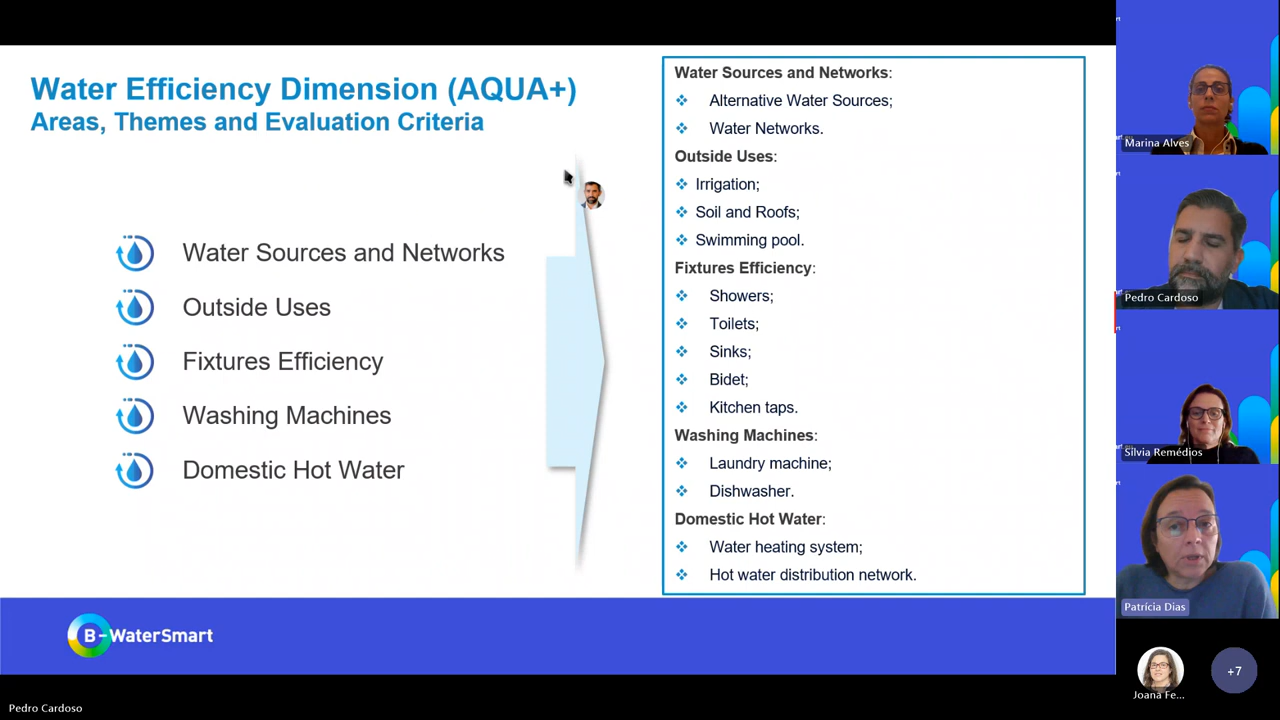 Water Efficiency Dimension (AQUA+)
Areas, Themes and Evaluation Criteria
Water Sources and Networks
Outside Uses
Fixtures Efficiency
Washing Machines
Domestic Hot Water
Water Sources and Networks:
Alternative Water Sources;
Water Networks.
Outside Uses:
Irrigation;
Soil and Roofs;
Swimming pool.
Fixtures Efficiency:
Showers;
Toilets;
Sinks;
Bidet;
Kitchen taps.
Washing Machines:
Laundry machine;
Dishwasher.
Domestic Hot Water:
Water heating system;
Hot water distribution network.
B-WaterSmart
Pedro Cardoso
Marina Alves
Pedro Cardoso
Sílvia Remédios
Patrícia Dias
Joana Fe...
+7